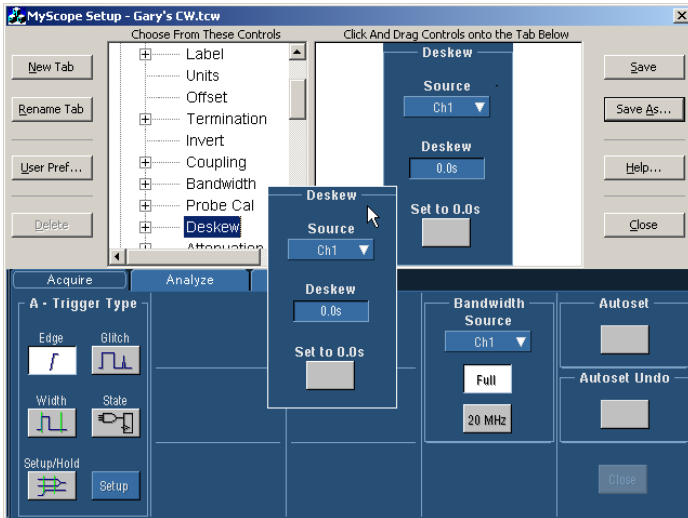 MyScope Setup - Gary's CW.tcw
Choose From These Controls
Click And Drag Controls onto the Tab Below
New Tab
Rename Tab
User Pref...
Delete
Label
Units
Offset
Termination
Invert
Coupling
Bandwidth
Probe Cal
Deskew
Attenuation
Deskew
Source
Ch1
Deskew
0.0s
Set to 0.0s
Save
Save As...
Help...
Close
Deskew
Source
Ch1
Deskew
0.0s
Set to 0.0s
Acquire
Analyze
A - Trigger Type
Edge
Glitch
Width
State
Setup/Hold
Setup
Bandwidth
Source
Ch1
Full
20 MHz
Autoset
Autoset Undo
Close